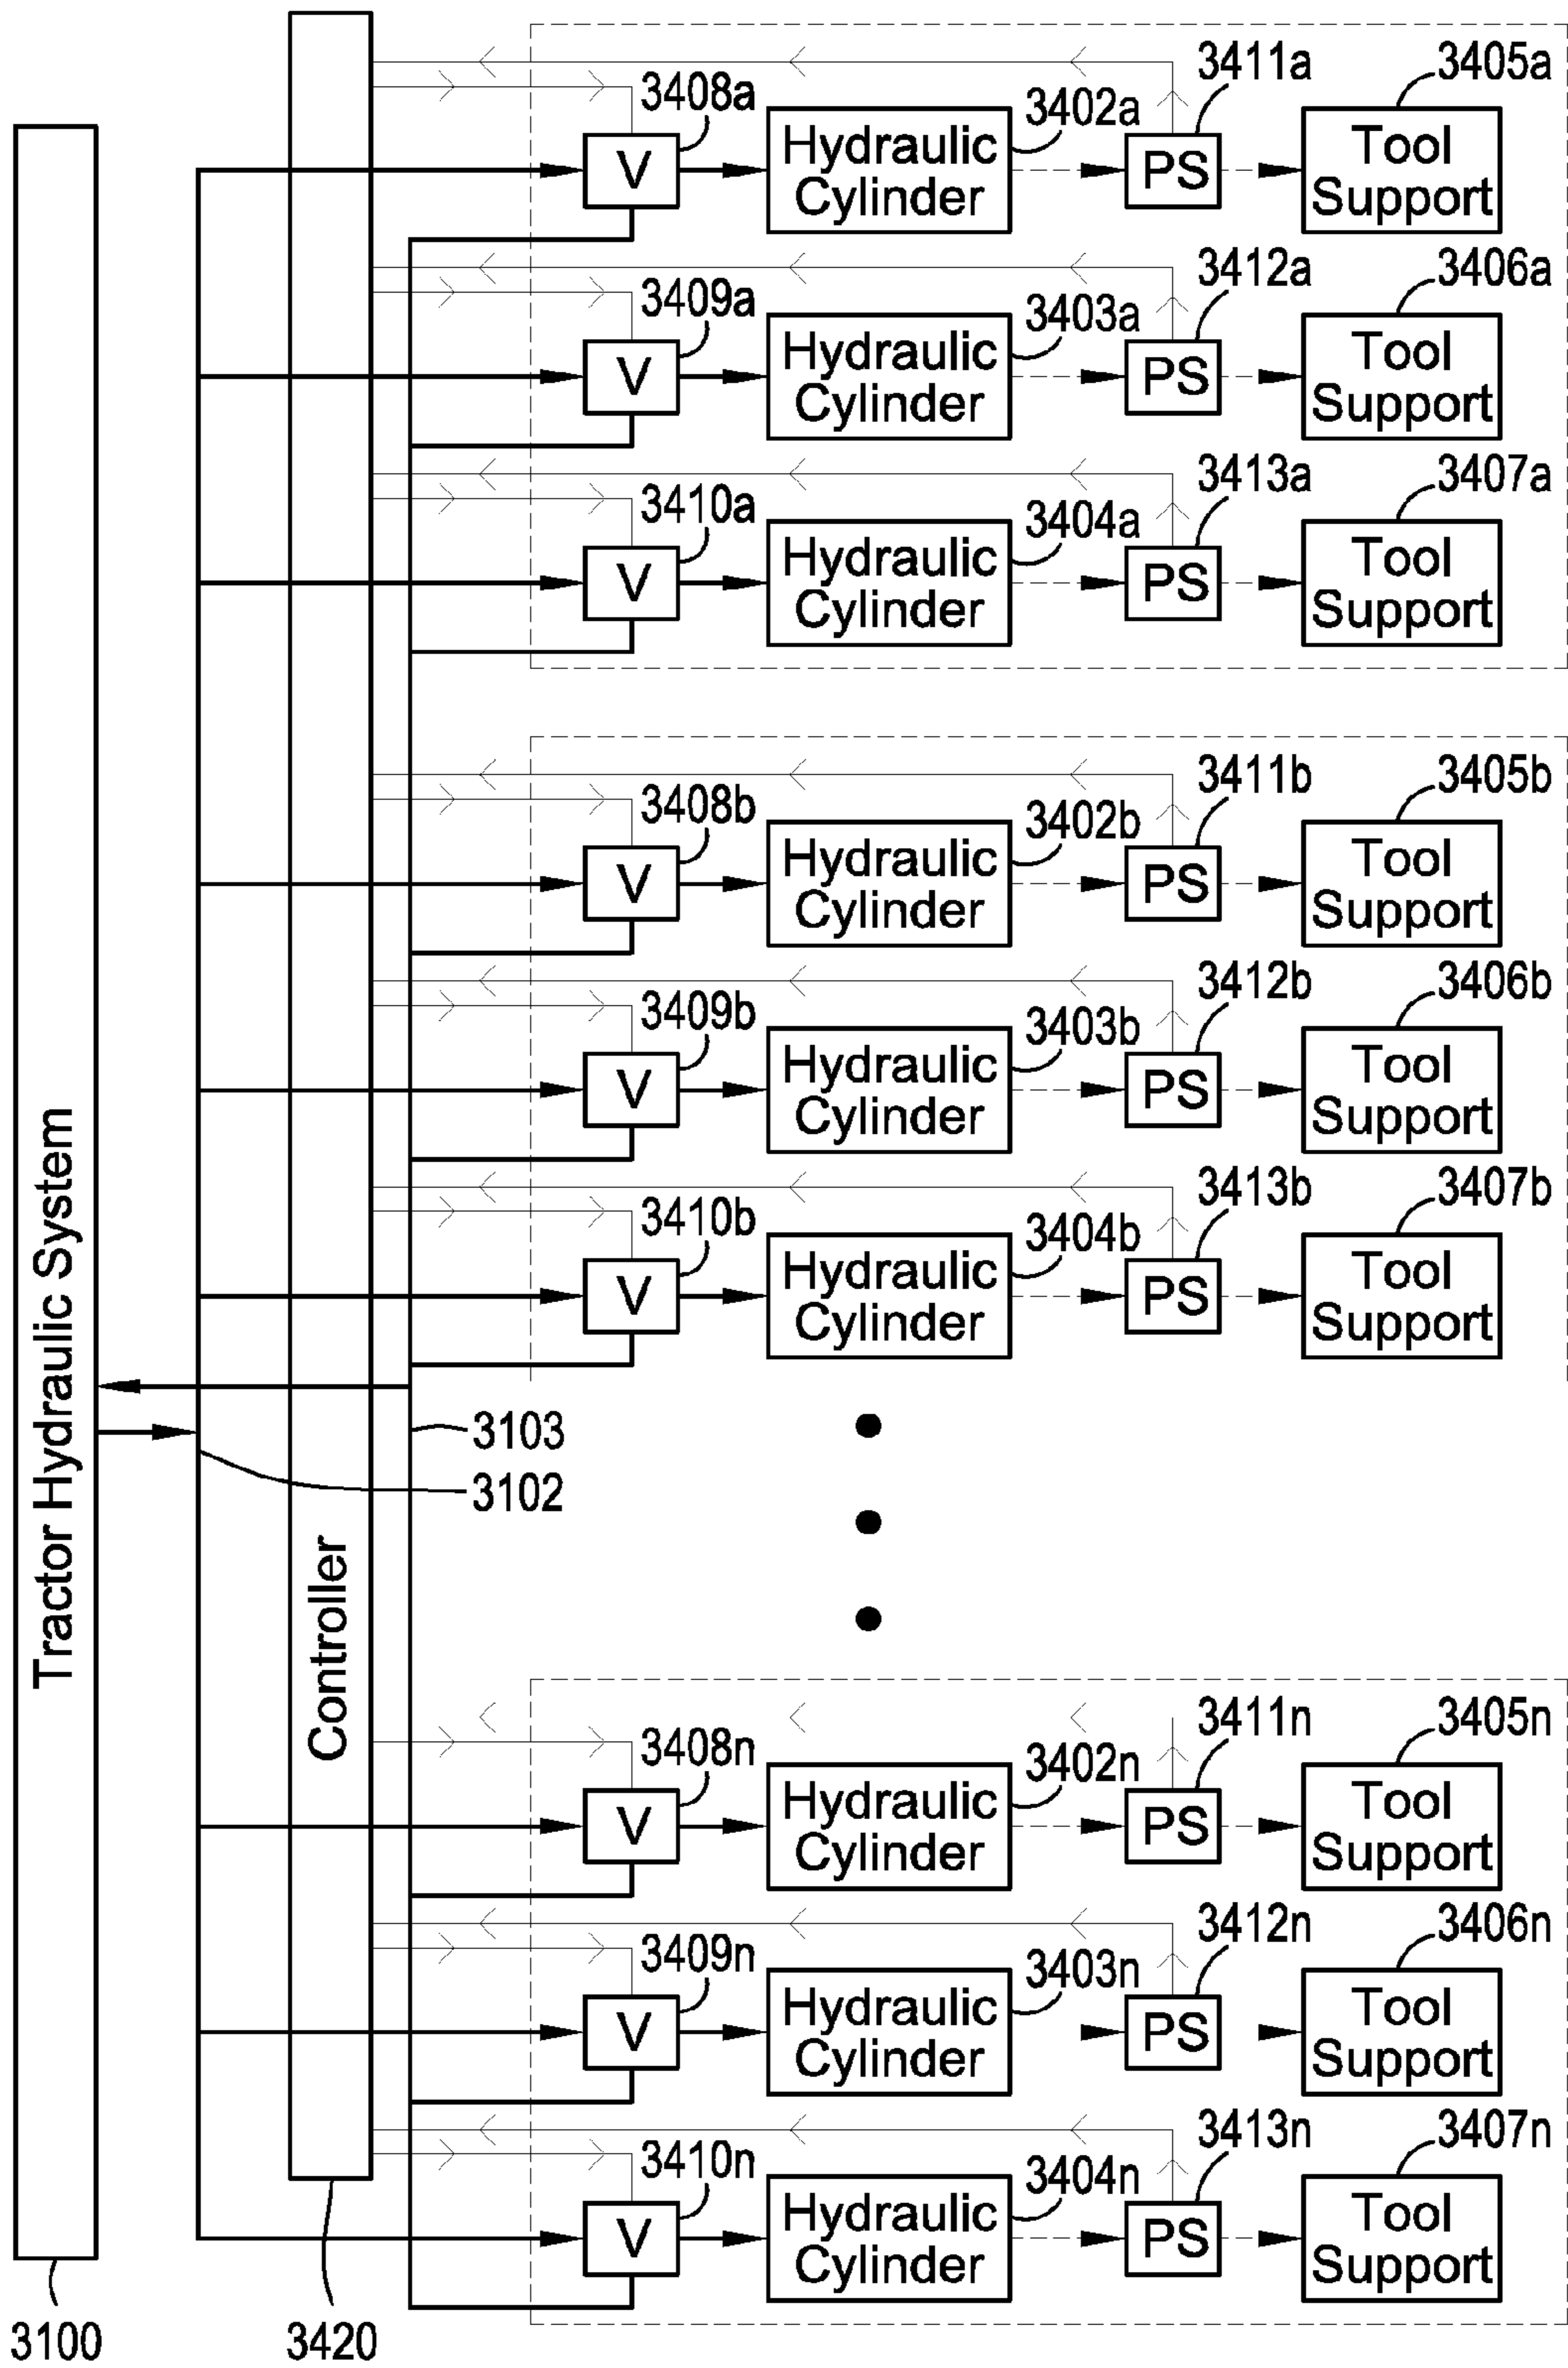 Tractor Hydraulic System
3100
Controller
3420
3103
3102
3411a
3405a
3408a
3402a
V
Hydraulic
Cylinder
PS
Tool
Support
3412a
3406a
3409a
3403a
V
Hydraulic
Cylinder
PS
Tool
Support
3413a
3407a
3410a
3404a
V
Hydraulic
Cylinder
PS
Tool
Support
3411b
3405b
3408b
3402b
V
Hydraulic
Cylinder
PS
Tool
Support
3412b
3406b
3409b
3403b
V
Hydraulic
Cylinder
PS
Tool
Support
3413b
3407b
3410b
3404b
V
Hydraulic
Cylinder
PS
Tool
Support
3411n
3405n
3408n
3402n
V
Hydraulic
Cylinder
PS
Tool
Support
3412n
3406n
3409n
3403n
V
Hydraulic
Cylinder
PS
Tool
Support
3413n
3407n
3410n
3404n
V
Hydraulic
Cylinder
PS
Tool
Support